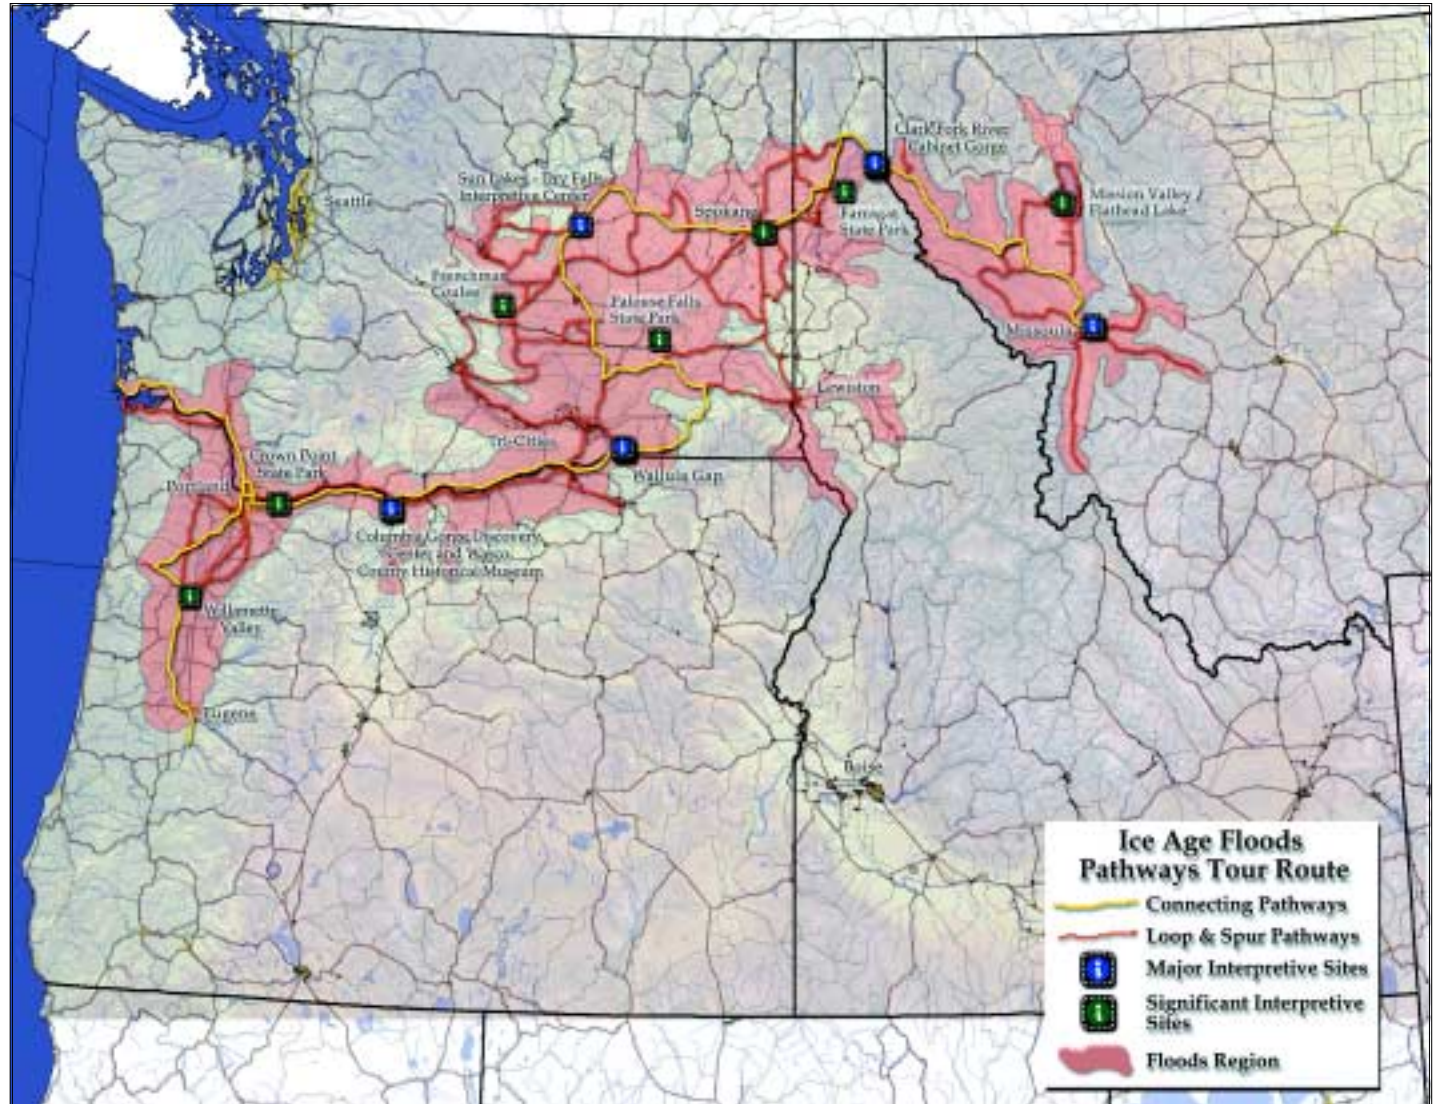 Clark Fork River
Cabinet Gorge
Sun Lakes - Dry Falls
Interpretive Center
Mission Valley /
Flathead Lake
Seattle
Spokane
Farragut
State Park
Frenchman
Coulee
Palouse Falls
State Park
Missoula
Lewiston
Tri-Cities
Crown Point
State Park
Wallula Gap
Portland
Columbia Gorge Discovery
Center and Wasco
County Historical Museum
Willamette
Valley
Eugene
Boise
Ice Age Floods
Pathways Tour Route
Connecting Pathways
Loop & Spur Pathways
Major Interpretive Sites
Significant Interpretive
Sites
Floods Region